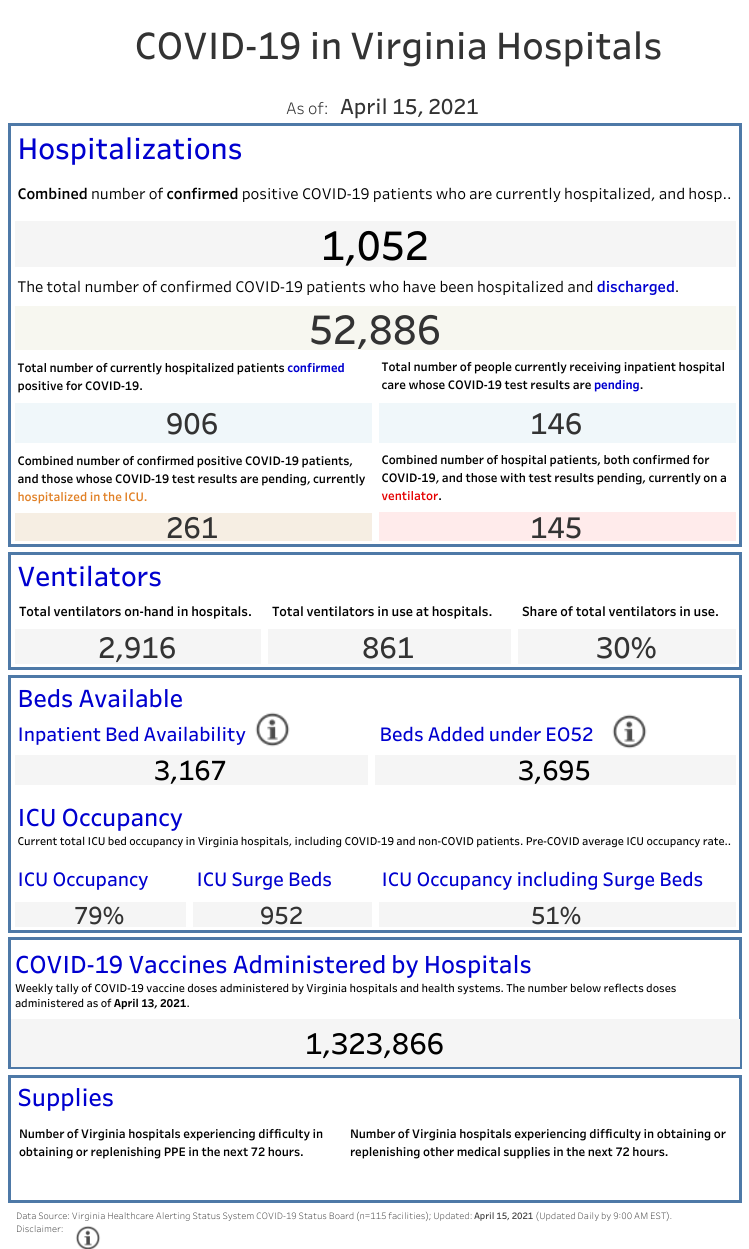 COVID-19 in Virginia Hospitals
As of: April 15, 2021
Hospitalizations
Combined number of confirmed positive COVID-19 patients who are currently hospitalized, and hosp..
1,052
The total number of confirmed COVID-19 patients who have been hospitalized and discharged.
52,886
Total number of currently hospitalized patients confirmed
positive for COVID-19.
906
Total number of people currently receiving inpatient hospital
care whose COVID-19 test results are pending.
146
Combined number of confirmed positive COVID-19 patients,
and those whose COVID-19 test results are pending, currently
hospitalized in the ICU.
261
Combined number of hospital patients, both confirmed for
COVID-19, and those with test results pending, currently on a
ventilator.
145
Ventilators
Total ventilators on-hand in hospitals.
2,916
Total ventilators in use at hospitals.
861
Share of total ventilators in use.
30%
Beds Available
Inpatient Bed Availability
3,167
Beds Added under EO52
3,695
ICU Occupancy
Current total ICU bed occupancy in Virginia hospitals, including COVID-19 and non-COVID patients. Pre-COVID average ICU occupancy rate..
ICU Occupancy
79%
ICU Surge Beds
952
ICU Occupancy including Surge Beds
51%
COVID-19 Vaccines Administered by Hospitals
Weekly tally of COVID-19 vaccine doses administered by Virginia hospitals and health systems. The number below reflects doses
administered as of April 13, 2021.
1,323,866
Supplies
Number of Virginia hospitals experiencing difficulty in
obtaining or replenishing PPE in the next 72 hours.
Number of Virginia hospitals experiencing difficulty in obtaining or
replenishing other medical supplies in the next 72 hours.
Data Source: Virginia Healthcare Alerting Status System COVID-19 Status Board (n=115 facilities); Updated: April 15, 2021 (Updated Daily by 9:00 AM EST).
Disclaimer: